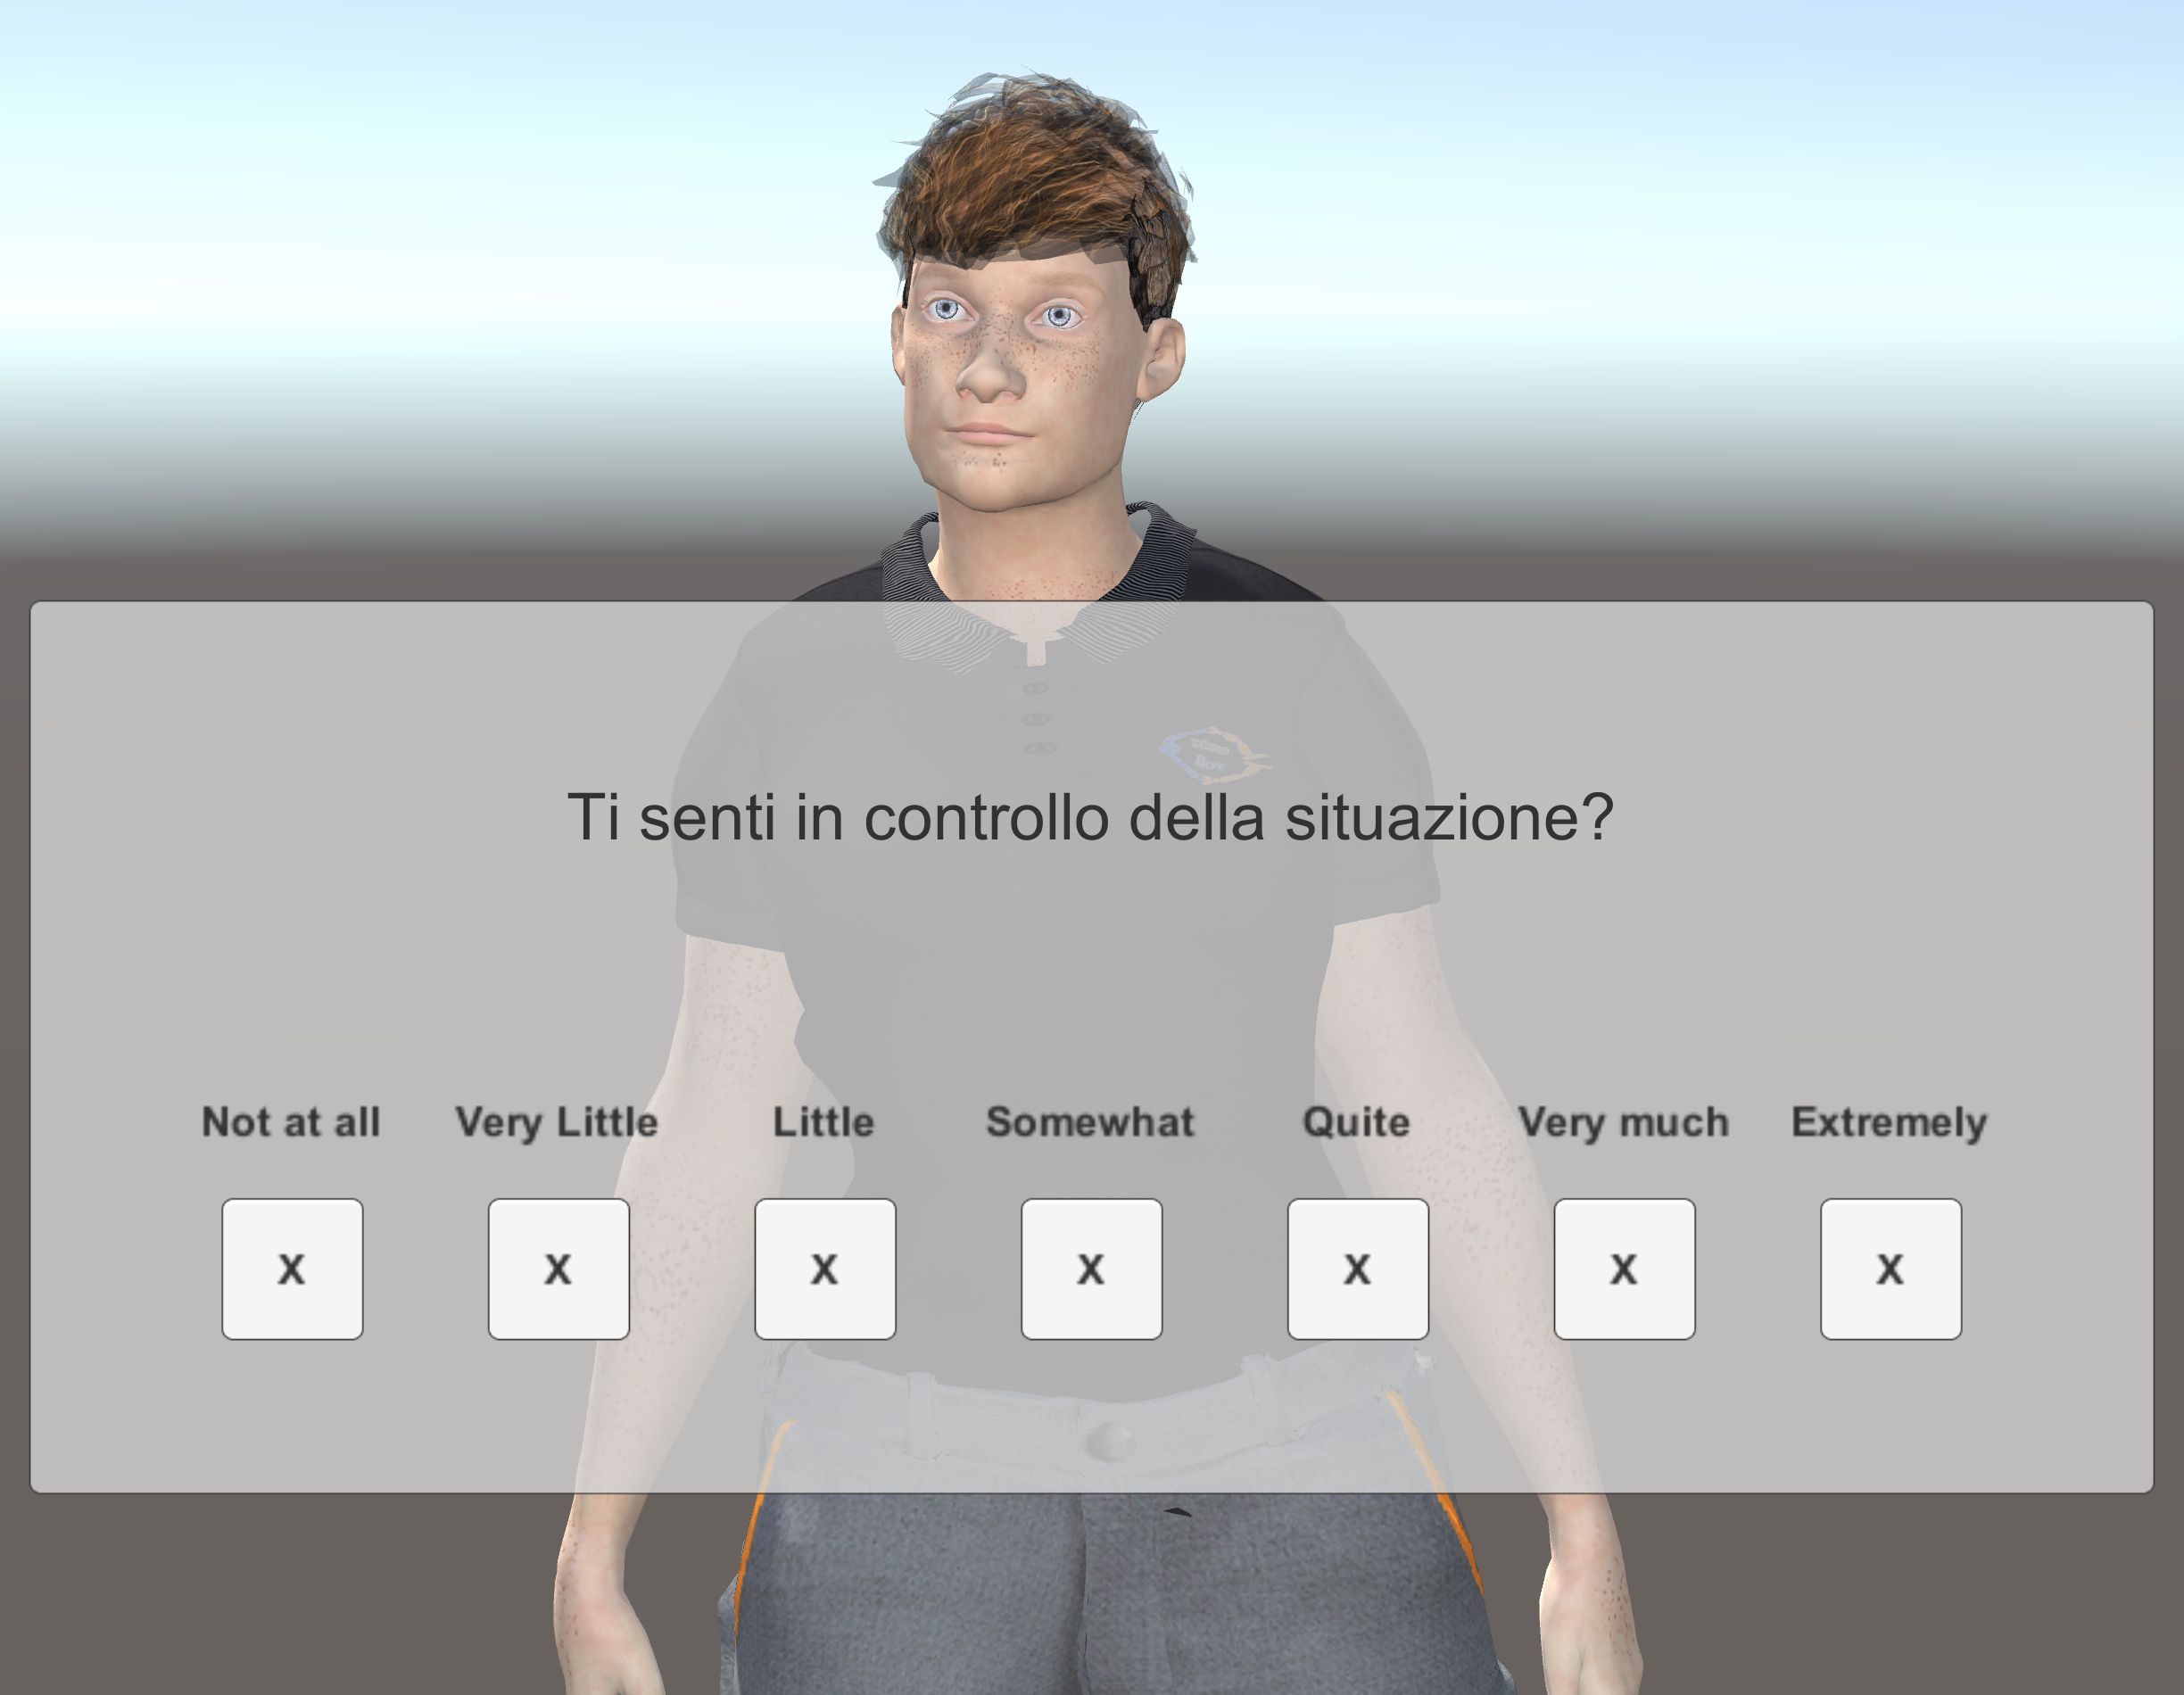 Ti senti in controllo della situazione?
Not at all Very Little Little Somewhat Quite Very much Extremely
X X X X X X X